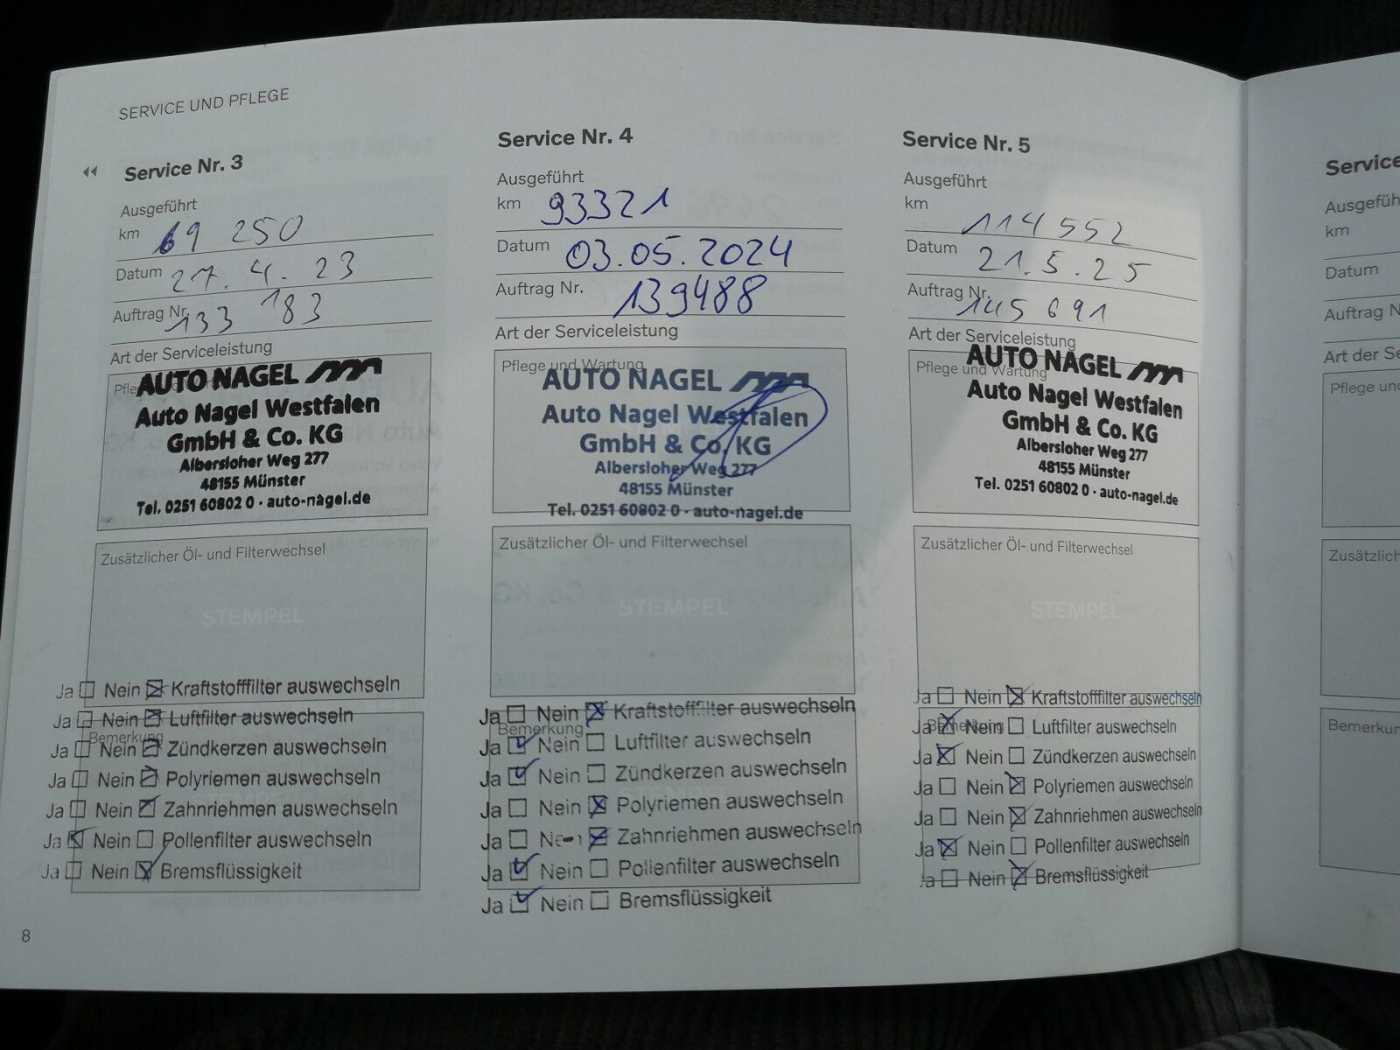 SERVICE UND PFLEGE
Service Nr. 3
Ausgeführt
km 69 250
Datum 27. 4. 23
Auftrag Nr. 133 183
Art der Serviceleistung
AUTO NAGEL
Auto Nagel Westfalen
GmbH & Co. KG
Albersloher Weg 277
48155 Münster
Tel. 0251 60802 0 · auto-nagel.de
Zusätzlicher Öl- und Filterwechsel
STEMPEL
Ja ☐ Nein ☒ Kraftstofffilter auswechseln
Ja ☐ Nein ☒ Luftfilter auswechseln
Bemerkung
Ja ☐ Nein ☒ Zündkerzen auswechseln
Ja ☐ Nein ☒ Polyriemen auswechseln
Ja ☐ Nein ☒ Zahnriehmen auswechseln
Ja ☒ Nein ☐ Pollenfilter auswechseln
Ja ☐ Nein ☒ Bremsflüssigkeit
8
Service Nr. 4
Ausgeführt
km 93321
Datum 03.05.2024
Auftrag Nr. 139488
Art der Serviceleistung
Pflege und Wartung
AUTO NAGEL
Auto Nagel Westfalen
GmbH & Co. KG
Albersloher Weg 277
48155 Münster
Tel. 0251 60802 0 · auto-nagel.de
Zusätzlicher Öl- und Filterwechsel
STEMPEL
Ja ☐ Nein ☒ Kraftstofffilter auswechseln
Bemerkung
Ja ☑ Nein ☐ Luftfilter auswechseln
Ja ☑ Nein ☐ Zündkerzen auswechseln
Ja ☐ Nein ☒ Polyriemen auswechseln
Ja ☐ Nein ☒ Zahnriehmen auswechseln
Ja ☑ Nein ☐ Pollenfilter auswechseln
Ja ☑ Nein ☐ Bremsflüssigkeit
Service Nr. 5
Ausgeführt
km 114 552
Datum 21.5.25
Auftrag Nr. 145 691
Art der Serviceleistung
Pflege und Wartung
AUTO NAGEL
Auto Nagel Westfalen
GmbH & Co. KG
Albersloher Weg 277
48155 Münster
Tel. 0251 60802 0 · auto-nagel.de
Zusätzlicher Öl- und Filterwechsel
STEMPEL
Ja ☐ Nein ☒ Kraftstofffilter auswechseln
Bemerkung
Ja ☒ Nein ☐ Luftfilter auswechseln
Ja ☒ Nein ☐ Zündkerzen auswechseln
Ja ☐ Nein ☒ Polyriemen auswechseln
Ja ☐ Nein ☒ Zahnriehmen auswechseln
Ja ☒ Nein ☐ Pollenfilter auswechseln
Ja ☐ Nein ☒ Bremsflüssigkeit
Service
km
Datum
Auftrag
Art der
Pflege